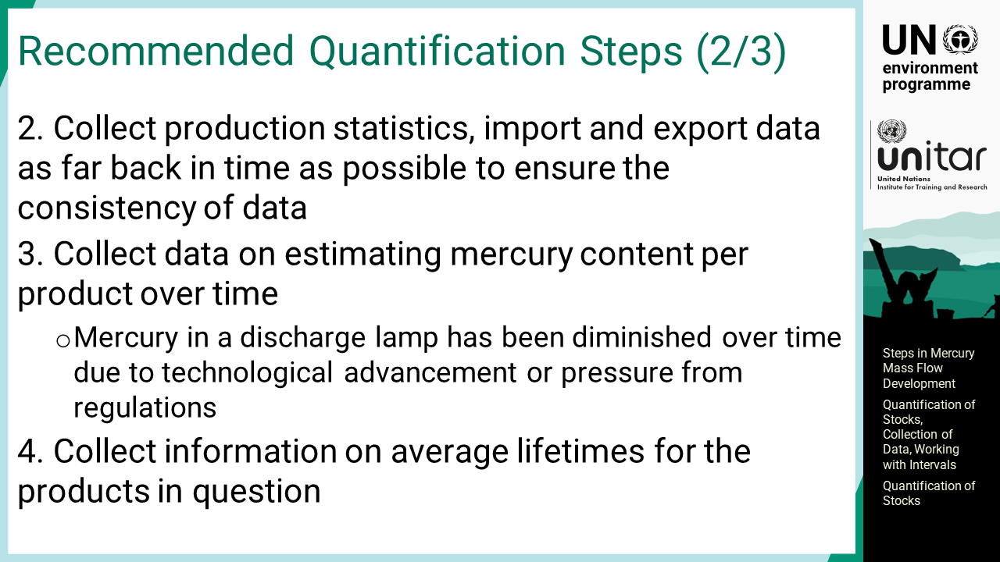 Recommended Quantification Steps (2/3)
2. Collect production statistics, import and export data
as far back in time as possible to ensure the
consistency of data
3. Collect data on estimating mercury content per
product over time
○Mercury in a discharge lamp has been diminished over time
due to technological advancement or pressure from
regulations
4. Collect information on average lifetimes for the
products in question
UN
environment
programme
unitar
United Nations
Institute for Training and Research
Steps in Mercury
Mass Flow
Development
Quantification of
Stocks,
Collection of
Data, Working
with Intervals
Quantification of
Stocks